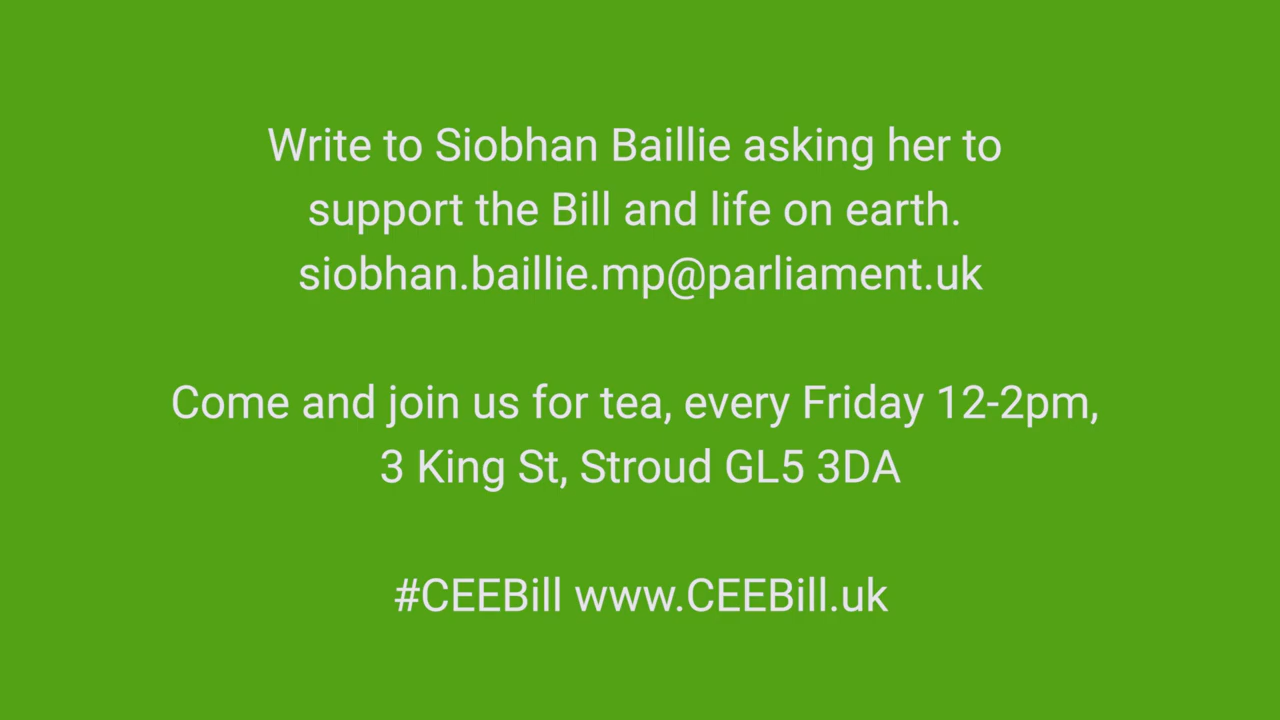 Write to Siobhan Baillie asking her to
support the Bill and life on earth.
siobhan.baillie.mp@parliament.uk
Come and join us for tea, every Friday 12-2pm,
3 King St, Stroud GL5 3DA
#CEEBill www.CEEBill.uk